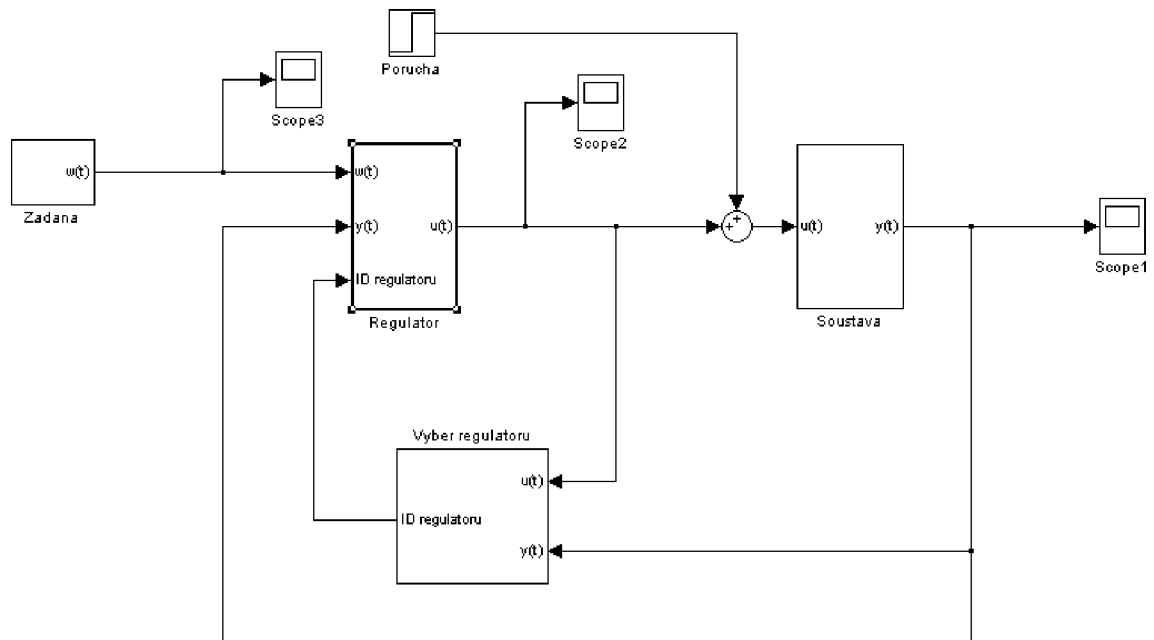 Porucha
Scope3
Scope2
w(t)
Zadana
w(t)
y(t)
u(t)
ID regulatoru
Regulator
+
+
u(t)
y(t)
Soustava
Scope1
Vyber regulatoru
u(t)
ID regulatoru
y(t)